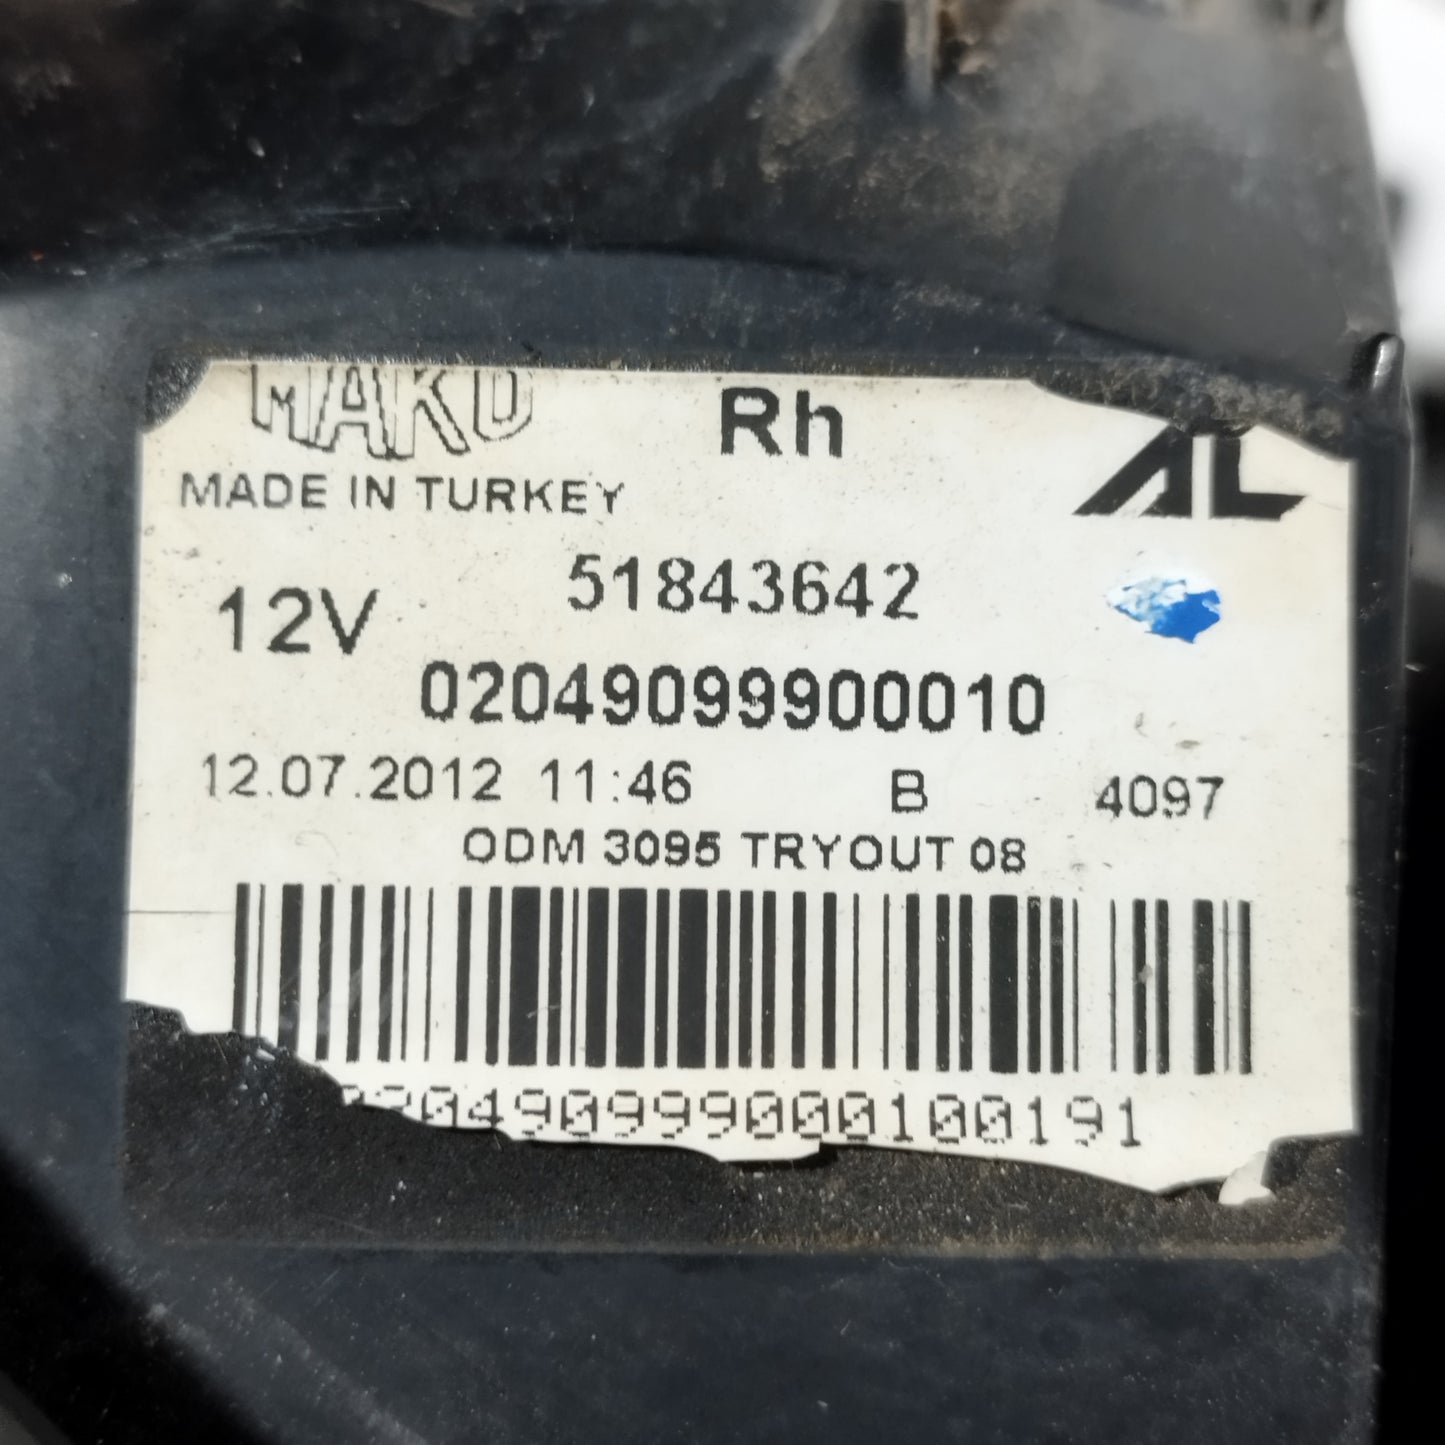 MAKO Rh AL
MADE IN TURKEY
12V 51843642
02049099900010
12.07.2012 11:46 B 4097
ODM 3095 TRYOUT 08
020490999000100191